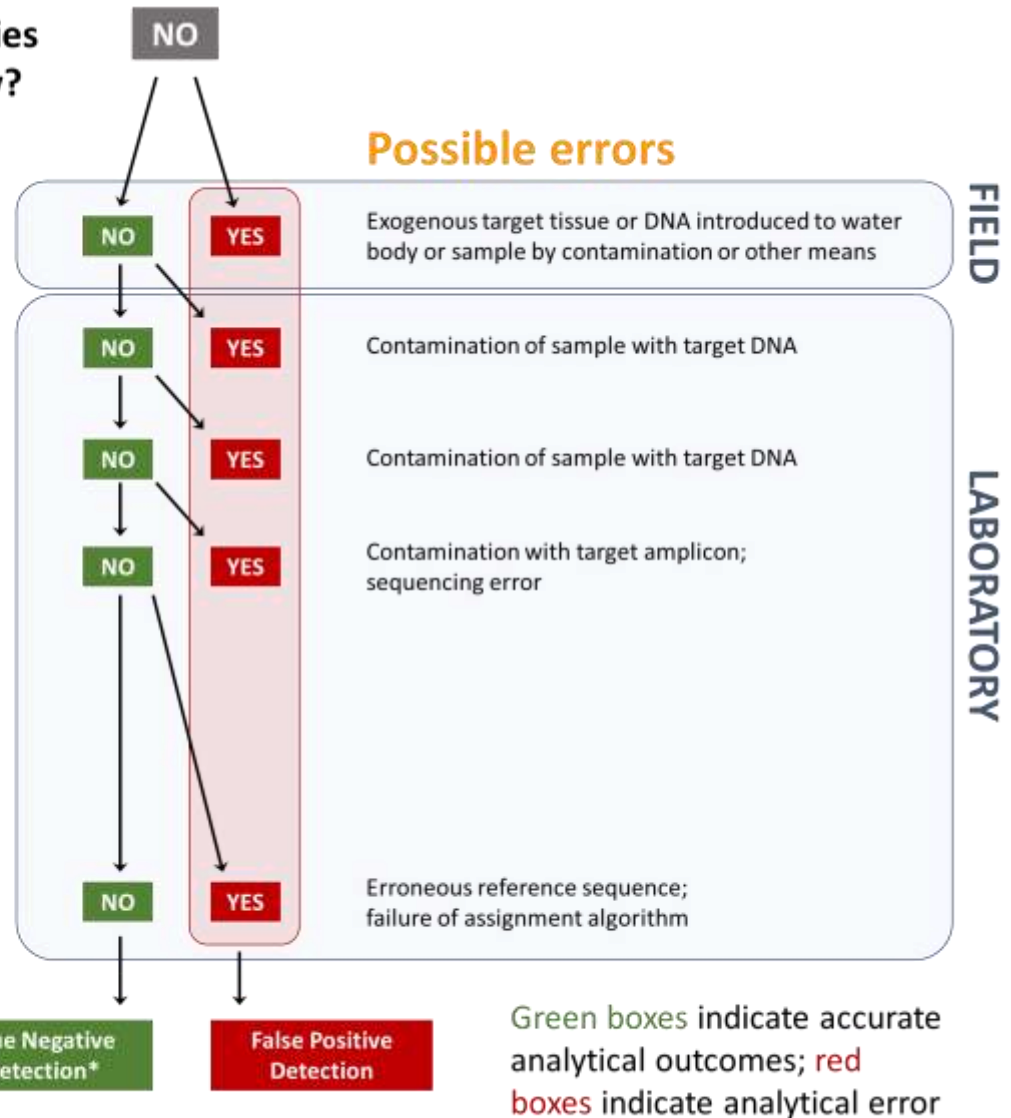 NO
Possible errors
FIELD
NO
YES
Exogenous target tissue or DNA introduced to water
body or sample by contamination or other means
LABORATORY
NO
YES
Contamination of sample with target DNA
NO
YES
Contamination of sample with target DNA
NO
YES
Contamination with target amplicon;
sequencing error
NO
YES
Erroneous reference sequence;
failure of assignment algorithm
Negative
False Positive
Detection
Green boxes indicate accurate
analytical outcomes; red
boxes indicate analytical error